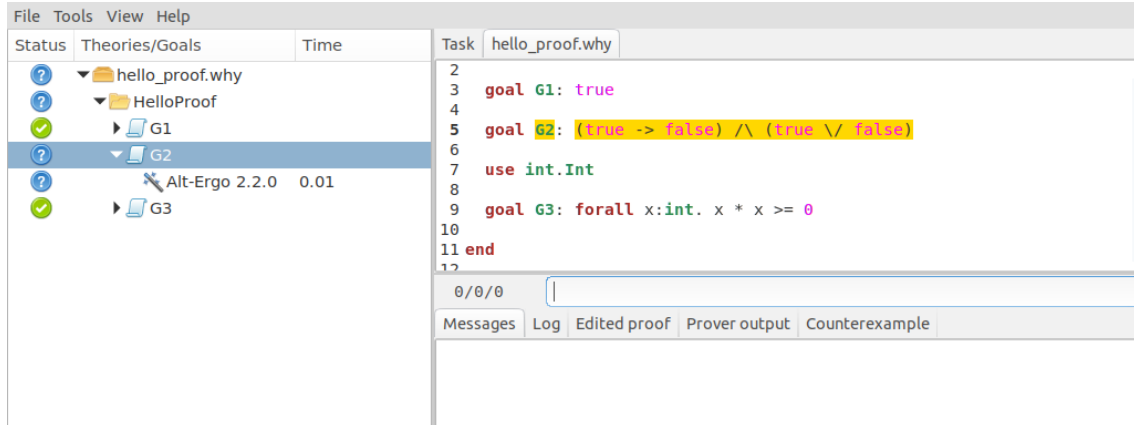 File Tools View Help
Status Theories/Goals Time
hello_proof.why
HelloProof
G1
G2
Alt-Ergo 2.2.0 0.01
G3
Task hello_proof.why
2
3 goal G1: true
4
5 goal G2: (true -> false) /\ (true \/ false)
6
7 use int.Int
8
9 goal G3: forall x:int. x * x >= 0
10
11 end
12
0/0/0
Messages Log Edited proof Prover output Counterexample